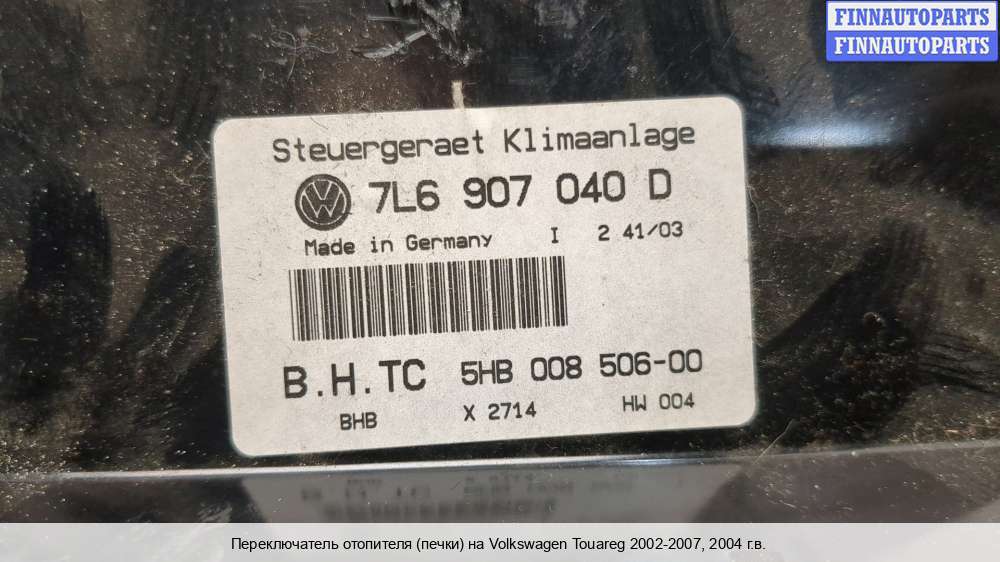 FINNAUTOPARTS
FINNAUTOPARTS
Steuergeraet Klimaanlage
7L6 907 040 D
Made in Germany I 2 41/03
B.H.TC 5HB 008 506-00
BHB X 2714 HW 004
Переключатель отопителя (печки) на Volkswagen Touareg 2002-2007, 2004 г.в.